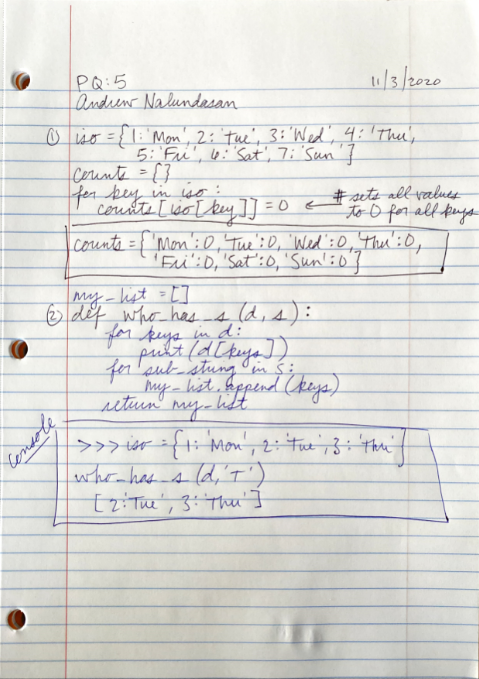 PQ:5 11/3/2020
Andrew Nalundasan
① iso = {1:'Mon', 2:'Tue', 3:'Wed', 4:'Thu',
5:'Fri', 6:'Sat', 7:'Sun'}
counts = {}
for key in iso:
counts[iso[key]] = 0 ← # sets all values
to 0 for all keys
counts = {'Mon':0, 'Tue':0, 'Wed':0, 'Thu':0,
'Fri':0, 'Sat':0, 'Sun':0}
my_list = []
② def who_has_s(d, s):
for keys in d:
print(d[keys])
for sub_string in s:
my_list.append(keys)
return my_list
Console
>>> iso = {1:'Mon', 2:'Tue', 3:'Thu'}
who_has_s(d,'T')
[2:'Tue', 3:'Thu']